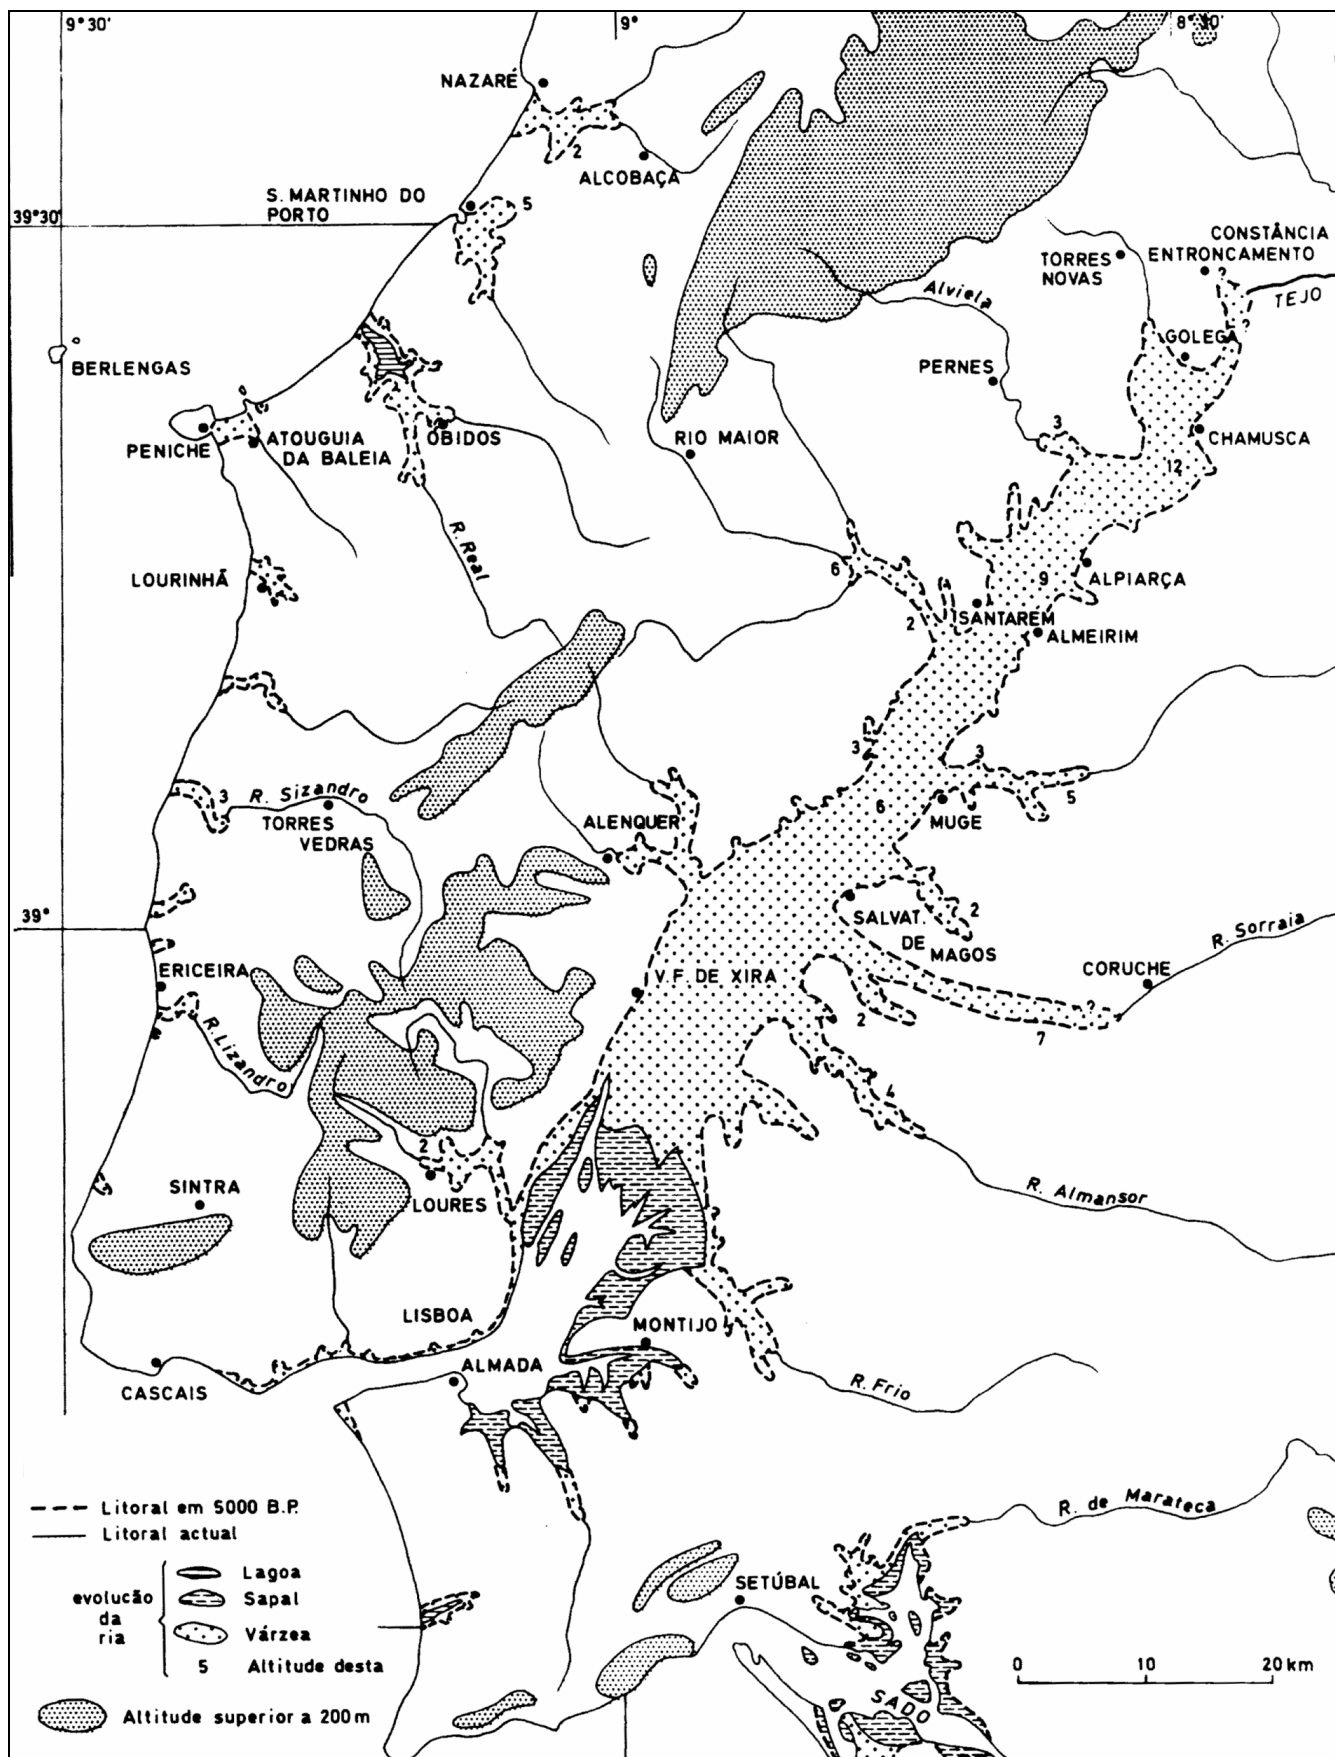 9°30'
9°
8°30'
NAZARÉ
2
ALCOBAÇA
S. MARTINHO DO
PORTO
5
39°30'
CONSTÂNCIA
TORRES
NOVAS
ENTRONCAMENTO
?
TEJO
Alviela
?
GOLEGÃ
BERLENGAS
PERNES
PENICHE
ATOUGUIA
DA BALEIA
ÓBIDOS
RIO MAIOR
3
CHAMUSCA
12
R. Real
LOURINHÃ
6
9
ALPIARÇA
2
SANTARÉM
ALMEIRIM
3
3
3
R. Sizandro
6
5
TORRES
VEDRAS
ALENQUER
MUGE
39°
SALVAT.
DE
MAGOS
2
R. Sorraia
ERICEIRA
V.F. DE XIRA
CORUCHE
2
?
7
R. Lizandro
4
2
SINTRA
LOURES
R. Almansor
LISBOA
MONTIJO
CASCAIS
ALMADA
R. Frio
Litoral em 5000 B.P.
Litoral actual
R. de Marateca
evolucão
da
ria
Lagoa
Sapal
Várzea
5 Altitude desta
SETÚBAL
0 10 20 km
SADO
Altitude superior a 200m